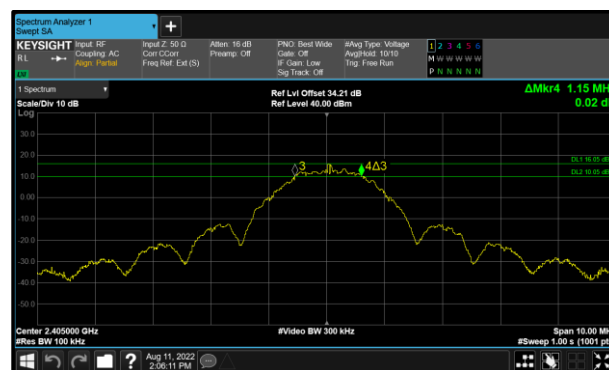 Spectrum Analyzer 1
Swept SA
+
KEYSIGHT
RL
Input: RF
Coupling: AC
Align: Partial
Input Z: 50 Ω
Corr CCorr
Freq Ref: Ext (S)
Atten: 16 dB
Preamp: Off
PNO: Best Wide
Gate: Off
IF Gain: Low
Sig Track: Off
#Avg Type: Voltage
Avg|Hold: 10/10
Trig: Free Run
1 2 3 4 5 6
M W W W W W
P N N N N N
1 Spectrum
Scale/Div 10 dB
Ref Lvl Offset 34.21 dB
Ref Level 40.00 dBm
ΔMkr4 1.15 MH
0.02 d
Log
30.0
20.0
10.0
0.00
-10.0
-20.0
-30.0
-40.0
-50.0
3
4Δ3
DL1 16.05 dB
DL2 10.05 dB
Center 2.405000 GHz
#Res BW 100 kHz
#Video BW 300 kHz
Span 10.00 MH
#Sweep 1.00 s (1001 pt
?
Aug 11, 2022
2:06:11 PM